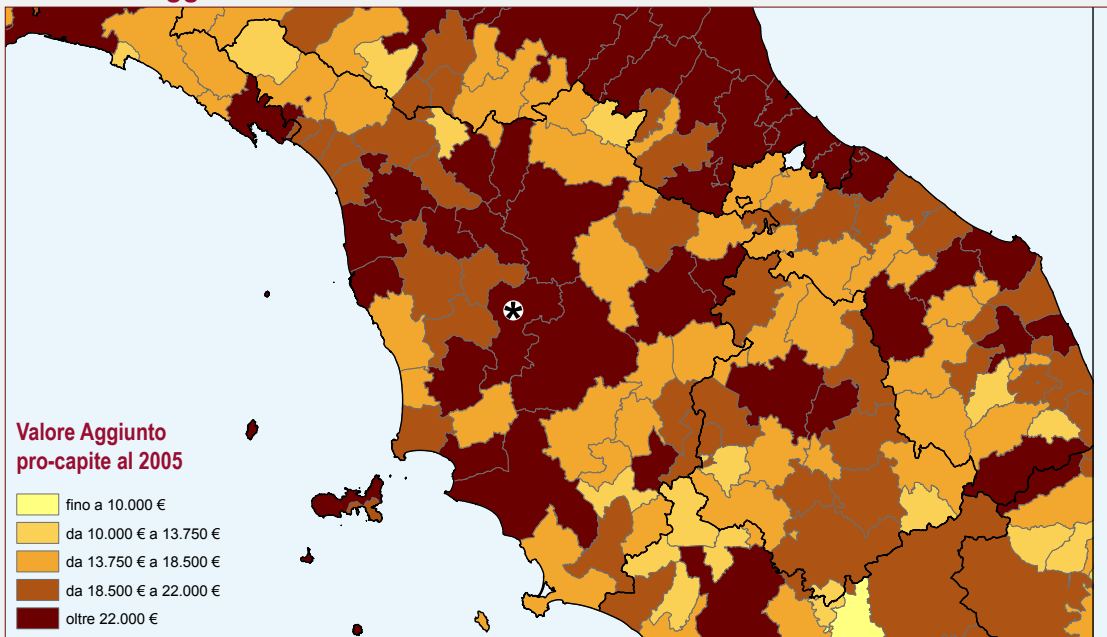 Valore Aggiunto
pro-capite al 2005
fino a 10.000 €
da 10.000 € a 13.750 €
da 13.750 € a 18.500 €
da 18.500 € a 22.000 €
oltre 22.000 €